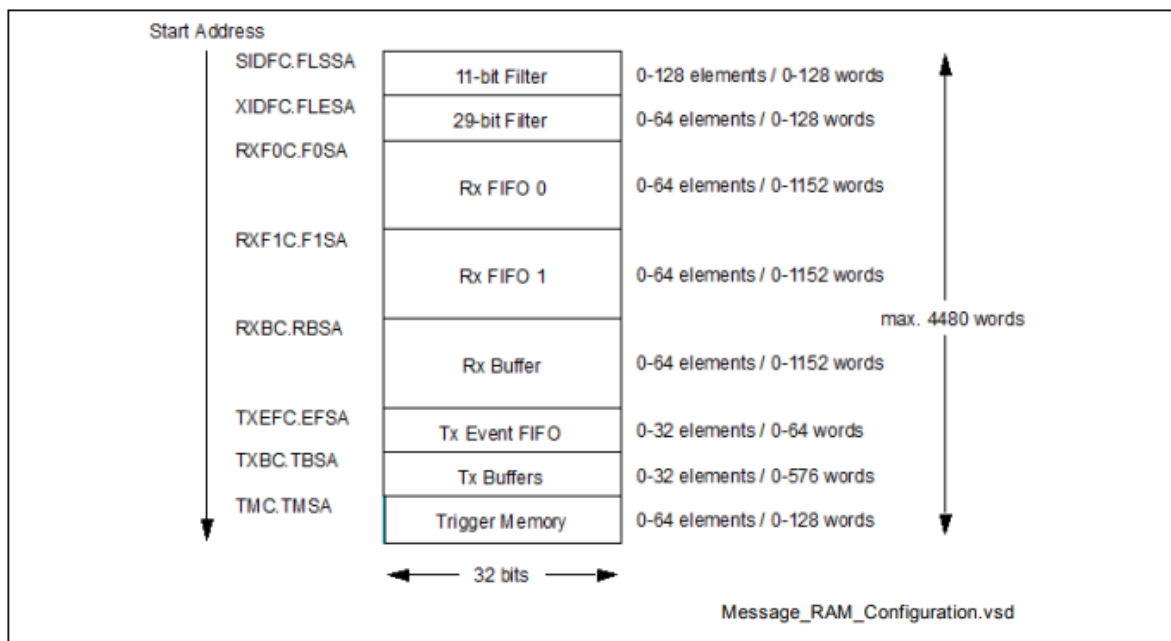 Start Address
SIDFC.FLSSA
11-bit Filter
0-128 elements / 0-128 words
XIDFC.FLESA
29-bit Filter
0-64 elements / 0-128 words
RXF0C.F0SA
Rx FIFO 0
0-64 elements / 0-1152 words
RXF1C.F1SA
Rx FIFO 1
0-64 elements / 0-1152 words
max. 4480 words
RXBC.RBSA
Rx Buffer
0-64 elements / 0-1152 words
TXEFC.EFSA
Tx Event FIFO
0-32 elements / 0-64 words
TXBC.TBSA
Tx Buffers
0-32 elements / 0-576 words
TMC.TMSA
Trigger Memory
0-64 elements / 0-128 words
32 bits
Message_RAM_Configuration.vsd